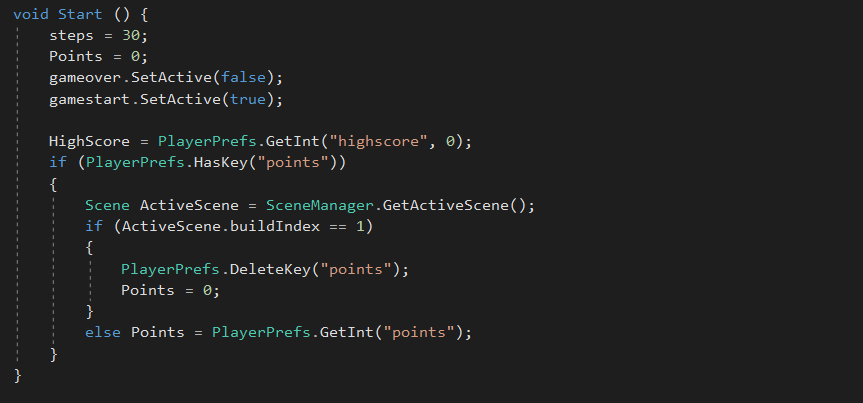 void Start () {
    steps = 30;
    Points = 0;
    gameover.SetActive(false);
    gamestart.SetActive(true);

    HighScore = PlayerPrefs.GetInt("highscore", 0);
    if (PlayerPrefs.HasKey("points"))
    {
        Scene ActiveScene = SceneManager.GetActiveScene();
        if (ActiveScene.buildIndex == 1)
        {
            PlayerPrefs.DeleteKey("points");
            Points = 0;
        }
        else Points = PlayerPrefs.GetInt("points");
    }
}